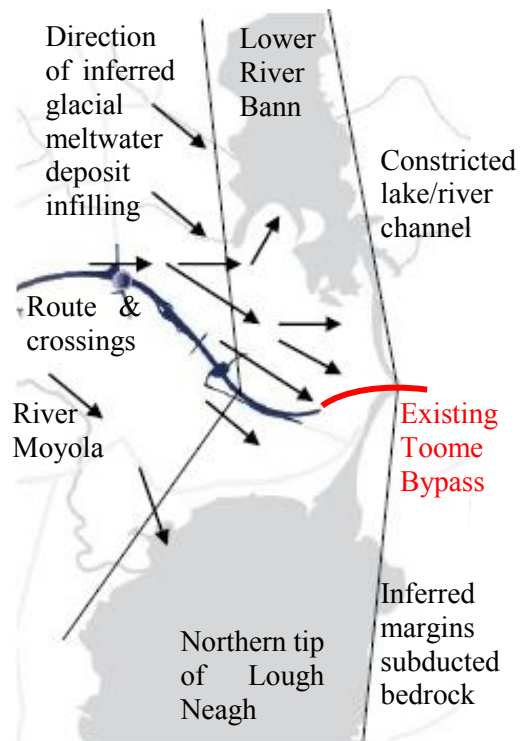 Direction
of inferred
glacial
meltwater
deposit
infilling
Lower
River
Bann
Constricted
lake/river
channel
Route &
crossings
River
Moyola
Existing
Toome
Bypass
Inferred
margins
subducted
bedrock
Northern tip
of Lough
Neagh